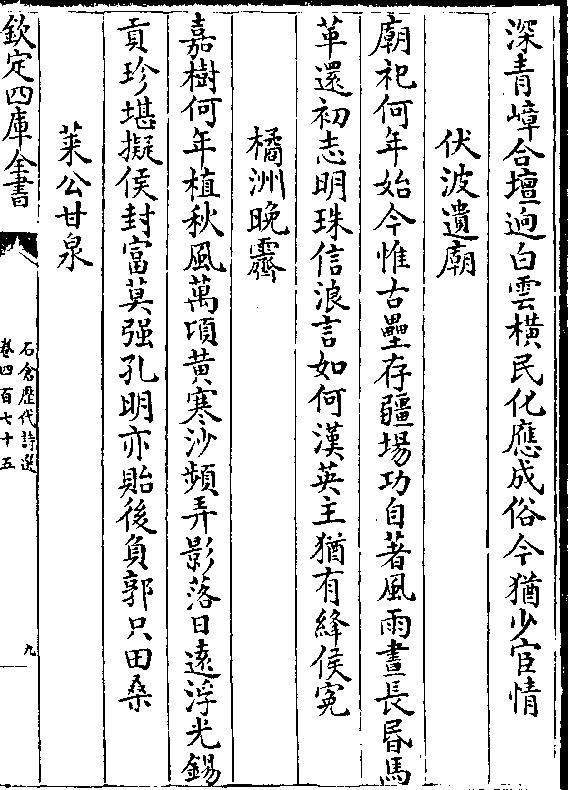 深青嶂合壇逈白雲橫民化應成俗今猶少宦情
伏波遺廟
廟祀何年始今惟古壘存疆場功自著風雨晝長昬馬
革還初志明珠信浪言如何漢英主猶有絳侯寃
橘洲晚霽
嘉樹何年植秋風萬頃黄寒沙頻弄影落日遠浮光錫
貢珍堪擬侯封富莫强孔明亦貽後負郭只田桑
萊公甘泉
欽定四庫全書
石倉歷代詩選
卷四百七十五
九